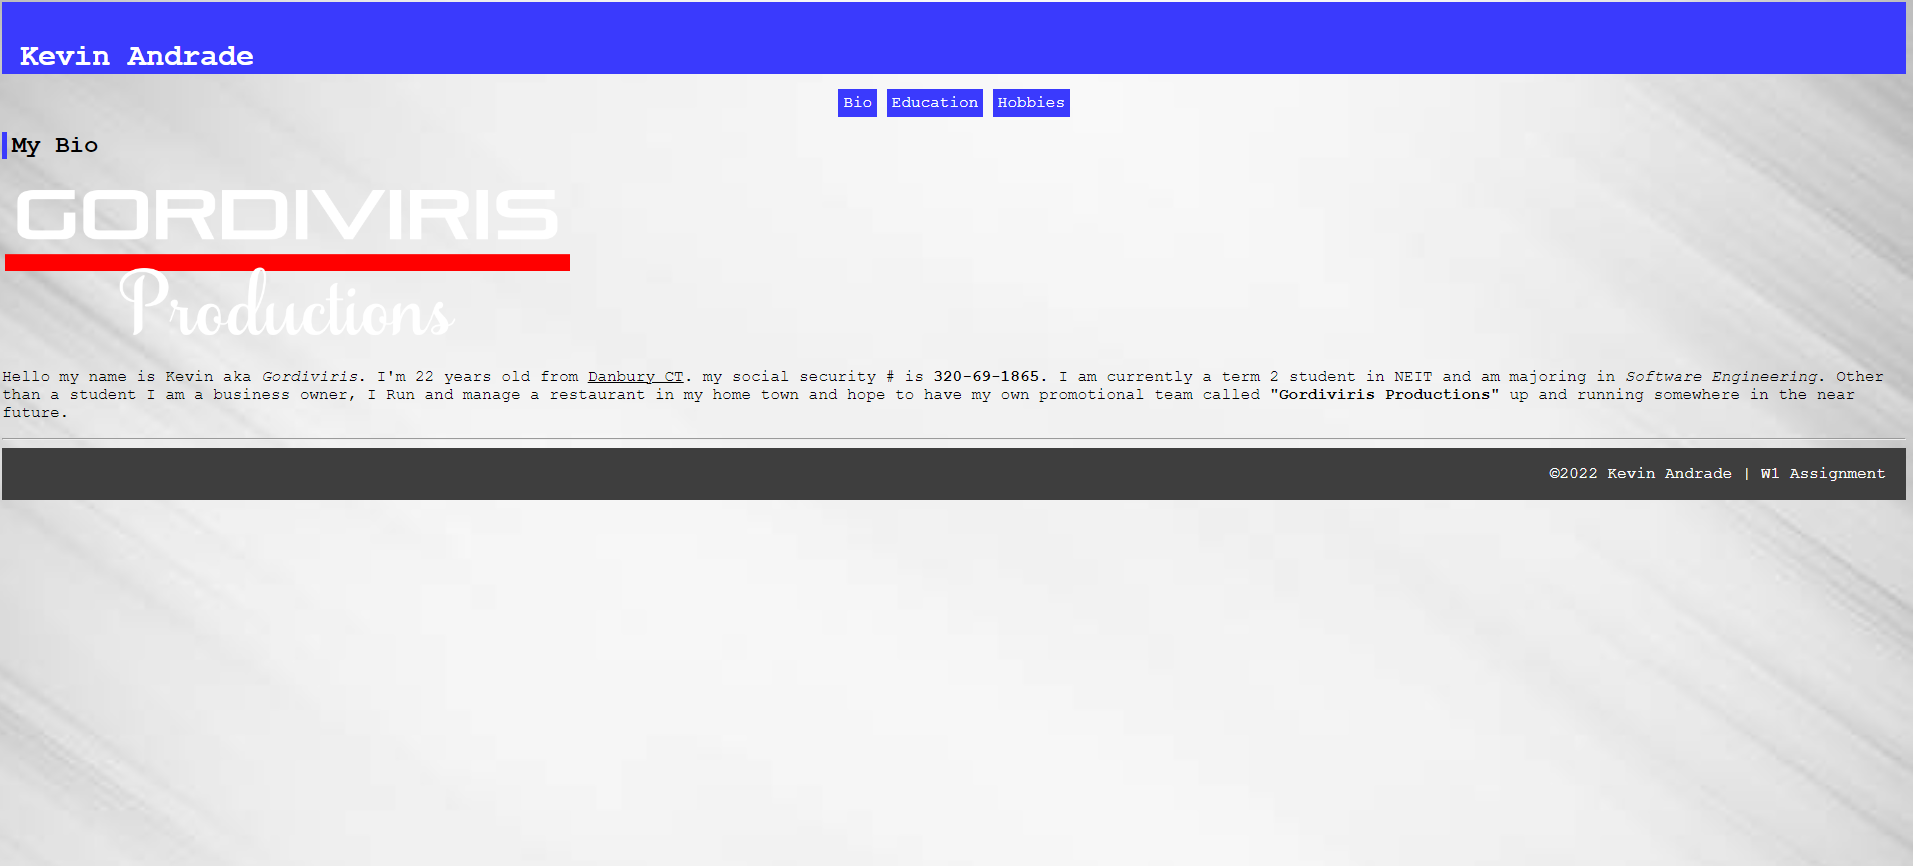 Kevin Andrade
Bio Education Hobbies
My Bio
GORDIVIRIS
Productions
Hello my name is Kevin aka Gordiviris. I'm 22 years old from Danbury CT. my social security # is 320-69-1865. I am currently a term 2 student in NEIT and am majoring in Software Engineering. Other
than a student I am a business owner, I Run and manage a restaurant in my home town and hope to have my own promotional team called "Gordiviris Productions" up and running somewhere in the near
future.
©2022 Kevin Andrade | W1 Assignment